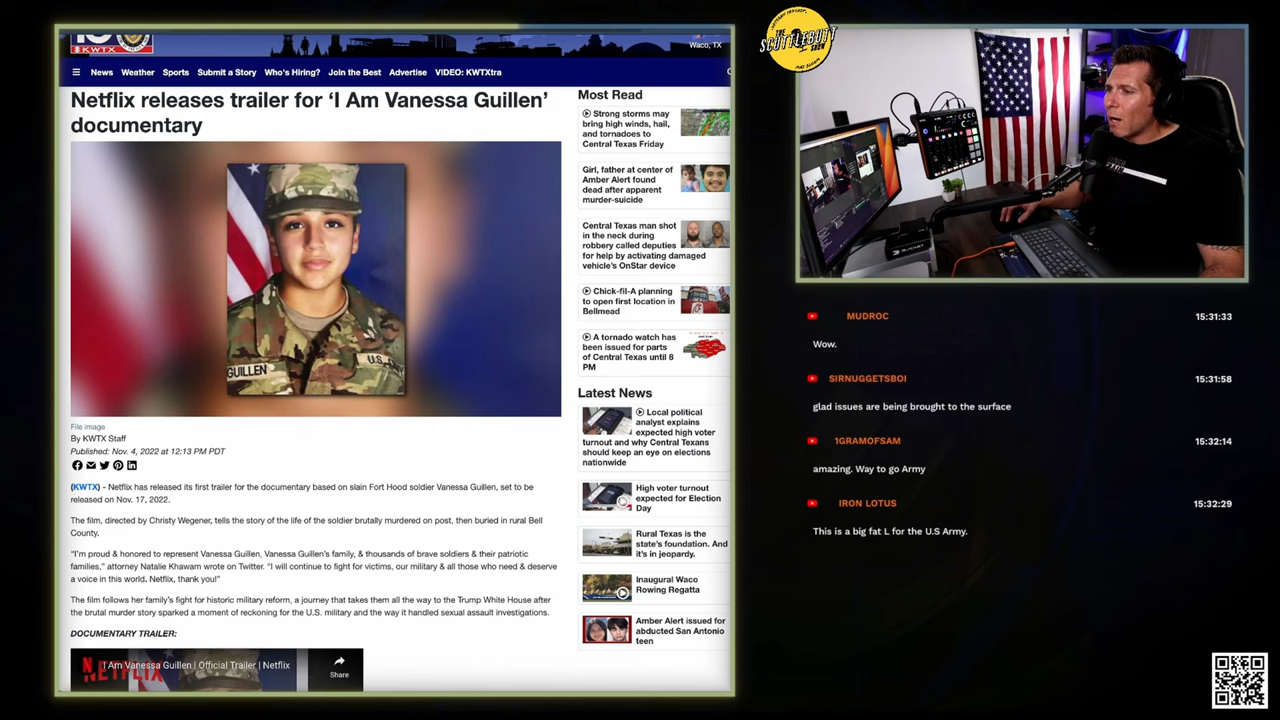 KWTX
Waco, TX
News
Weather
Sports
Submit a Story
Who's Hiring?
Join the Best
Advertise
VIDEO: KWTXtra
Netflix releases trailer for ‘I Am Vanessa Guillen’
documentary
GUILLEN
U.S.
File image
By KWTX Staff
Published: Nov. 4, 2022 at 12:13 PM PDT
(KWTX) - Netflix has released its first trailer for the documentary based on slain Fort Hood soldier Vanessa Guillen, set to be
released on Nov. 17, 2022.
The film, directed by Christy Wegener, tells the story of the life of the soldier brutally murdered on post, then buried in rural Bell
County.
“I'm proud & honored to represent Vanessa Guillen, Vanessa Guillen's family, & thousands of brave soldiers & their patriotic
families,” attorney Natalie Khawam wrote on Twitter. “I will continue to fight for victims, our military & all those who need & deserve
a voice in this world. Netflix, thank you!”
The film follows her family's fight for historic military reform, a journey that takes them all the way to the Trump White House after
the brutal murder story sparked a moment of reckoning for the U.S. military and the way it handled sexual assault investigations.
DOCUMENTARY TRAILER:
NETFLIX
I Am Vanessa Guillen | Official Trailer | Netflix
Share
Most Read
Strong storms may
bring high winds, hail,
and tornadoes to
Central Texas Friday
Girl, father at center of
Amber Alert found
dead after apparent
murder-suicide
Central Texas man shot
in the neck during
robbery called deputies
for help by activating damaged
vehicle's OnStar device
Chick-fil-A planning
to open first location in
Bellmead
A tornado watch has
been issued for parts
of Central Texas until 8
PM
Latest News
Local political
analyst explains
expected high voter
turnout and why Central Texans
should keep an eye on elections
nationwide
High voter turnout
expected for Election
Day
Rural Texas is the
state's foundation. And
it's in jeopardy.
Inaugural Waco
Rowing Regatta
Amber Alert issued for
abducted San Antonio
teen
THE
SCUTTLEBUTT
SHOW
MUDROC
15:31:33
Wow.
SIRNUGGETSBOI
15:31:58
glad issues are being brought to the surface
1GRAMOFSAM
15:32:14
amazing. Way to go Army
IRON LOTUS
15:32:29
This is a big fat L for the U.S Army.